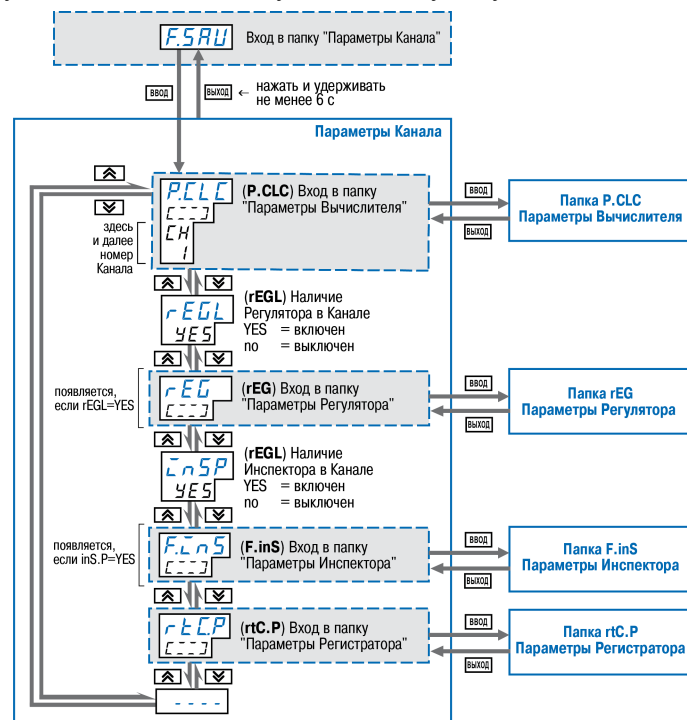 F.SAU Вход в папку "Параметры Канала"
ВВОД ВЫХОД ← нажать и удерживать
не менее 6 с
Параметры Канала
P.CLC (P.CLC) Вход в папку
[---] "Параметры Вычислителя"
CH
1
здесь
и далее
номер
Канала
ВВОД
ВЫХОД
Папка P.CLC
Параметры Вычислителя
rEGL (rEGL) Наличие
Регулятора в Канале
YES YES = включен
no = выключен
появляется,
если rEGL=YES
rEG (rEG) Вход в папку
[---] "Параметры Регулятора"
ВВОД
ВЫХОД
Папка rEG
Параметры Регулятора
inSP (rEGL) Наличие
Инспектора в Канале
YES YES = включен
no = выключен
появляется,
если inS.P=YES
F.inS (F.inS) Вход в папку
[---] "Параметры Инспектора"
ВВОД
ВЫХОД
Папка F.inS
Параметры Инспектора
rtC.P (rtC.P) Вход в папку
[---] "Параметры Регистратора"
ВВОД
ВЫХОД
Папка rtC.P
Параметры Регистратора
----